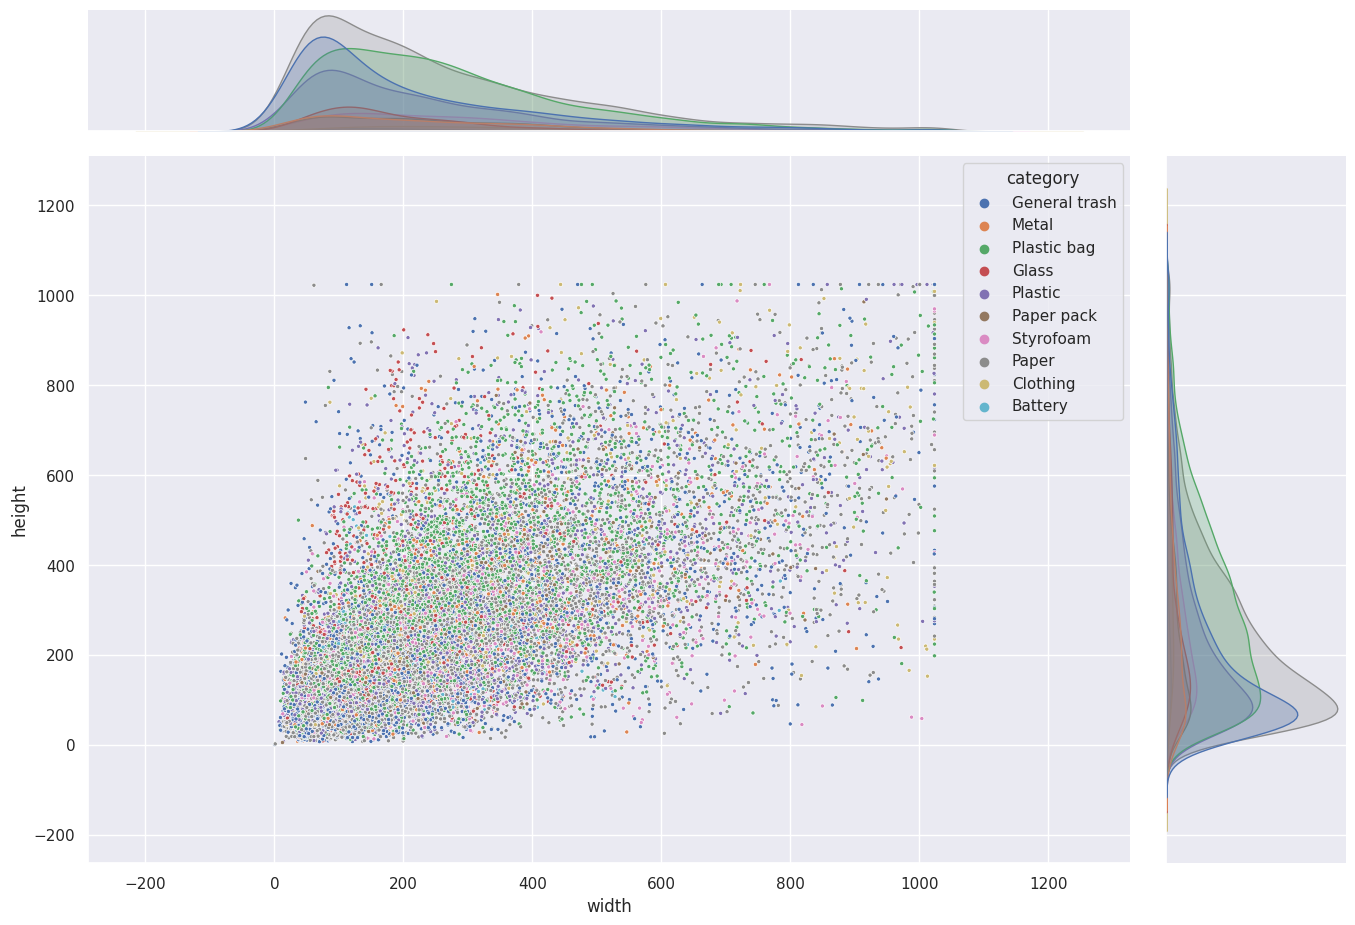 category
General trash
Metal
Plastic bag
Glass
Plastic
Paper pack
Styrofoam
Paper
Clothing
Battery
1200
1000
800
600
400
200
0
−200
height
−200 0 200 400 600 800 1000 1200
width